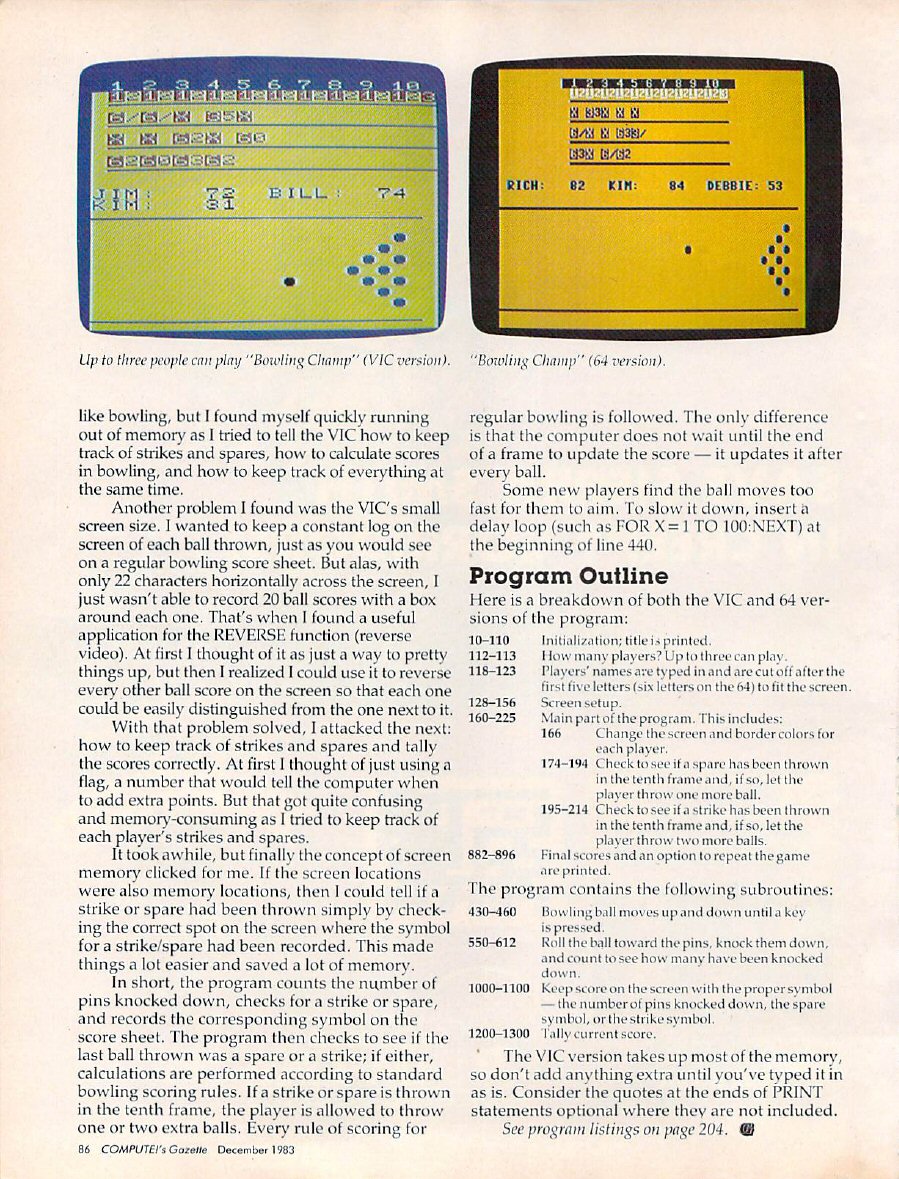 1 2 3 4 5 6 7 8 9 10
JIM: 72 BILL: 74
KIM: 31
1 2 3 4 5 6 7 8 9 10
RICH: 82 KIM: 84 DEBBIE: 53
Up to three people can play "Bowling Champ" (VIC version).
"Bowling Champ" (64 version).
like bowling, but I found myself quickly running
out of memory as I tried to tell the VIC how to keep
track of strikes and spares, how to calculate scores
in bowling, and how to keep track of everything at
the same time.
Another problem I found was the VIC's small
screen size. I wanted to keep a constant log on the
screen of each ball thrown, just as you would see
on a regular bowling score sheet. But alas, with
only 22 characters horizontally across the screen, I
just wasn't able to record 20 ball scores with a box
around each one. That's when I found a useful
application for the REVERSE function (reverse
video). At first I thought of it as just a way to pretty
things up, but then I realized I could use it to reverse
every other ball score on the screen so that each one
could be easily distinguished from the one next to it.
With that problem solved, I attacked the next:
how to keep track of strikes and spares and tally
the scores correctly. At first I thought of just using a
flag, a number that would tell the computer when
to add extra points. But that got quite confusing
and memory-consuming as I tried to keep track of
each player's strikes and spares.
It took awhile, but finally the concept of screen
memory clicked for me. If the screen locations
were also memory locations, then I could tell if a
strike or spare had been thrown simply by check-
ing the correct spot on the screen where the symbol
for a strike/spare had been recorded. This made
things a lot easier and saved a lot of memory.
In short, the program counts the number of
pins knocked down, checks for a strike or spare,
and records the corresponding symbol on the
score sheet. The program then checks to see if the
last ball thrown was a spare or a strike; if either,
calculations are performed according to standard
bowling scoring rules. If a strike or spare is thrown
in the tenth frame, the player is allowed to throw
one or two extra balls. Every rule of scoring for
regular bowling is followed. The only difference
is that the computer does not wait until the end
of a frame to update the score — it updates it after
every ball.
Some new players find the ball moves too
fast for them to aim. To slow it down, insert a
delay loop (such as FOR X=1 TO 100:NEXT) at
the beginning of line 440.
Program Outline
Here is a breakdown of both the VIC and 64 ver-
sions of the program:
10–110 Initialization; title is printed.
112–113 How many players? Up to three can play.
118–123 Players' names are typed in and are cut off after the
first five letters (six letters on the 64) to fit the screen.
128–156 Screen setup.
160–225 Main part of the program. This includes:
166 Change the screen and border colors for
each player.
174–194 Check to see if a spare has been thrown
in the tenth frame and, if so, let the
player throw one more ball.
195–214 Check to see if a strike has been thrown
in the tenth frame and, if so, let the
player throw two more balls.
882–896 Final scores and an option to repeat the game
are printed.
The program contains the following subroutines:
430–460 Bowling ball moves up and down until a key
is pressed.
550–612 Roll the ball toward the pins, knock them down,
and count to see how many have been knocked
down.
1000–1100 Keep score on the screen with the proper symbol
— the number of pins knocked down, the spare
symbol, or the strike symbol.
1200–1300 Tally current score.
The VIC version takes up most of the memory,
so don't add anything extra until you've typed it in
as is. Consider the quotes at the ends of PRINT
statements optional where they are not included.
See program listings on page 204.
86 COMPUTE!'s Gazette December 1983